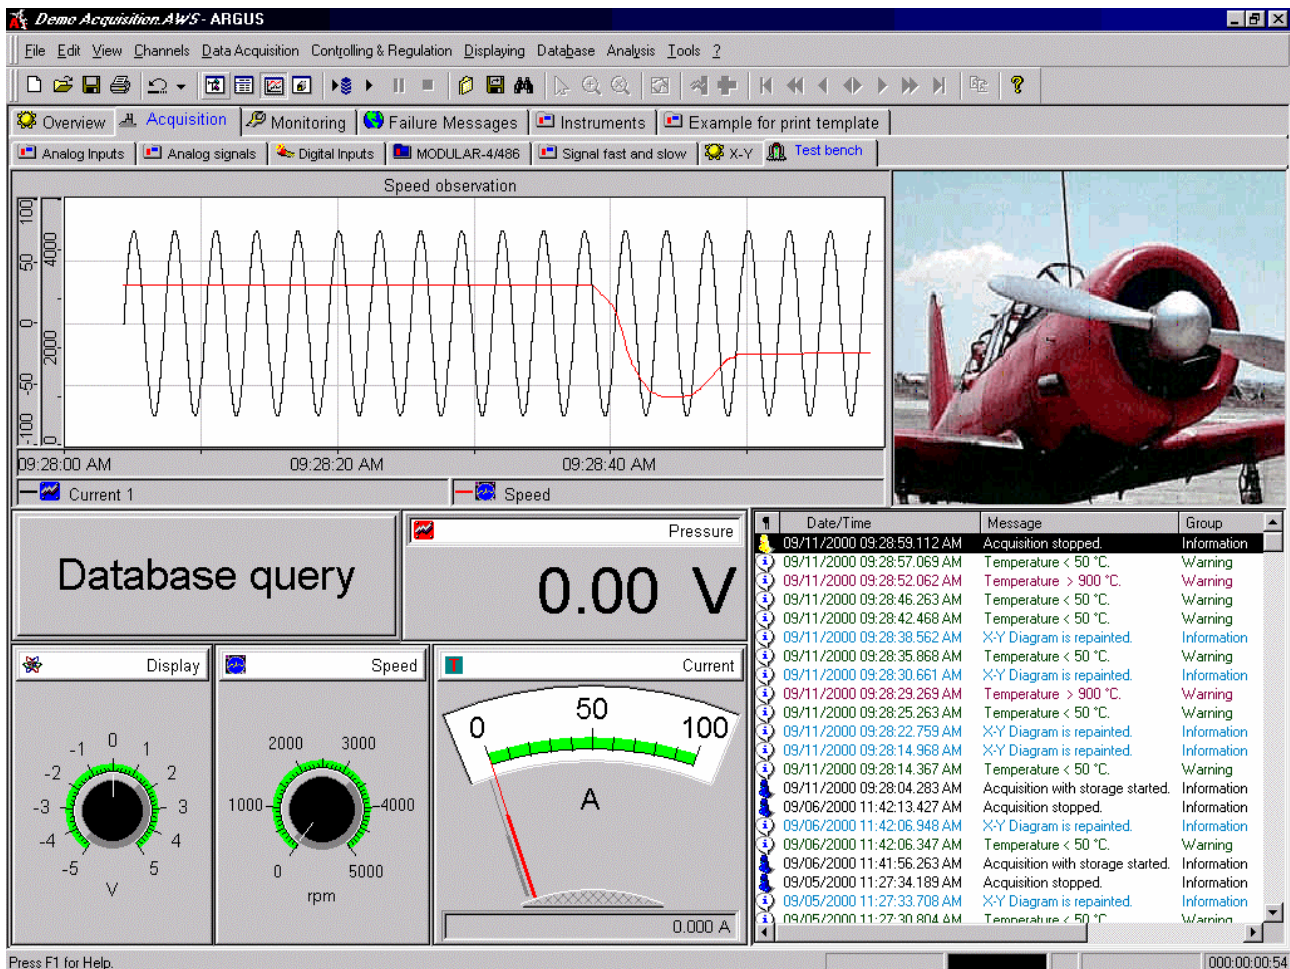 Demo Acquisition.AWS - ARGUS
File Edit View Channels Data Acquisition Controlling & Regulation Displaying Database Analysis Tools ?
Overview Acquisition Monitoring Failure Messages Instruments Example for print template
Analog Inputs Analog signals Digital Inputs MODULAR-4/486 Signal fast and slow X-Y Test bench
Speed observation
100
50
0
-50
-100
4000
2000
0
09:28:00 AM 09:28:20 AM 09:28:40 AM
Current 1 Speed
Database query
Pressure
0.00 V
Display
-5 -4 -3 -2 -1 0 1 2 3 4 5
V
Speed
0 1000 2000 3000 4000 5000
rpm
Current
0 50 100
A
0.000 A
¶ Date/Time Message Group
09/11/2000 09:28:59.112 AM Acquisition stopped. Information
09/11/2000 09:28:57.069 AM Temperature < 50 °C. Warning
09/11/2000 09:28:52.062 AM Temperature > 900 °C. Warning
09/11/2000 09:28:46.263 AM Temperature < 50 °C. Warning
09/11/2000 09:28:42.468 AM Temperature < 50 °C. Warning
09/11/2000 09:28:38.562 AM X-Y Diagram is repainted. Information
09/11/2000 09:28:35.868 AM Temperature < 50 °C. Warning
09/11/2000 09:28:30.661 AM X-Y Diagram is repainted. Information
09/11/2000 09:28:29.269 AM Temperature > 900 °C. Warning
09/11/2000 09:28:25.263 AM Temperature < 50 °C. Warning
09/11/2000 09:28:22.759 AM X-Y Diagram is repainted. Information
09/11/2000 09:28:14.968 AM X-Y Diagram is repainted. Information
09/11/2000 09:28:14.367 AM Temperature < 50 °C. Warning
09/11/2000 09:28:04.283 AM Acquisition with storage started. Information
09/06/2000 11:42:13.427 AM Acquisition stopped. Information
09/06/2000 11:42:06.948 AM X-Y Diagram is repainted. Information
09/06/2000 11:42:06.347 AM Temperature < 50 °C. Warning
09/06/2000 11:41:56.263 AM Acquisition with storage started. Information
09/05/2000 11:27:34.189 AM Acquisition stopped. Information
09/05/2000 11:27:33.708 AM X-Y Diagram is repainted. Information
09/05/2000 11:27:30.804 AM Temperature < 50 °C. Warning
Press F1 for Help. 000:00:00:54